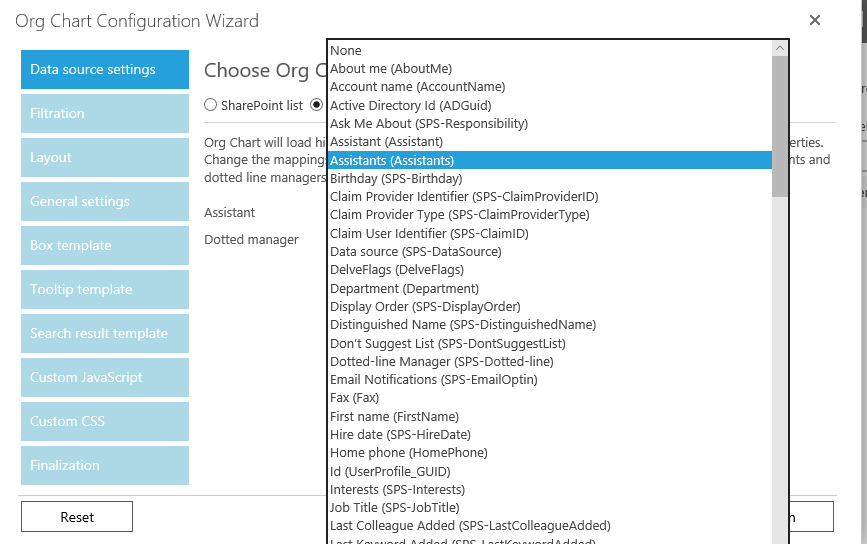 Org Chart Configuration Wizard
Data source settings
Filtration
Layout
General settings
Box template
Tooltip template
Search result template
Custom JavaScript
Custom CSS
Finalization
Reset
Choose Org C
SharePoint list
Org Chart will load hi
erties.
Change the mappings
nts and
dotted line managers
Assistant
Dotted manager
None
About me (AboutMe)
Account name (AccountName)
Active Directory Id (ADGuid)
Ask Me About (SPS-Responsibility)
Assistant (Assistant)
Assistants (Assistants)
Birthday (SPS-Birthday)
Claim Provider Identifier (SPS-ClaimProviderID)
Claim Provider Type (SPS-ClaimProviderType)
Claim User Identifier (SPS-ClaimID)
Data source (SPS-DataSource)
DelveFlags (DelveFlags)
Department (Department)
Display Order (SPS-DisplayOrder)
Distinguished Name (SPS-DistinguishedName)
Don't Suggest List (SPS-DontSuggestList)
Dotted-line Manager (SPS-Dotted-line)
Email Notifications (SPS-EmailOptin)
Fax (Fax)
First name (FirstName)
Hire date (SPS-HireDate)
Home phone (HomePhone)
Id (UserProfile_GUID)
Interests (SPS-Interests)
Job Title (SPS-JobTitle)
Last Colleague Added (SPS-LastColleagueAdded)
Last Keyword Added (SPS-LastKeywordAdded)